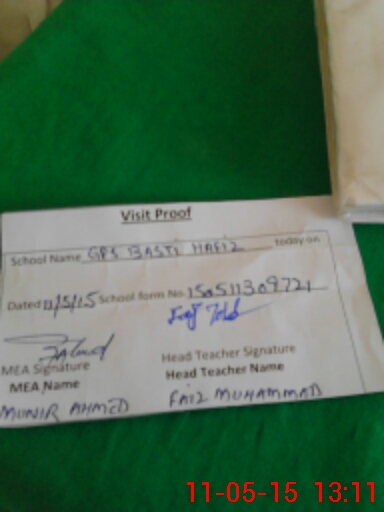 Visit Proof
School Name GPS BASTI HAFIZ today on
Dated 11/5/15 School form No. 150511309721
MEA Signature Head Teacher Signature
MEA Name Head Teacher Name
MUNIR AHMED FAIZ MUHAMMAD
11-05-15 13:11